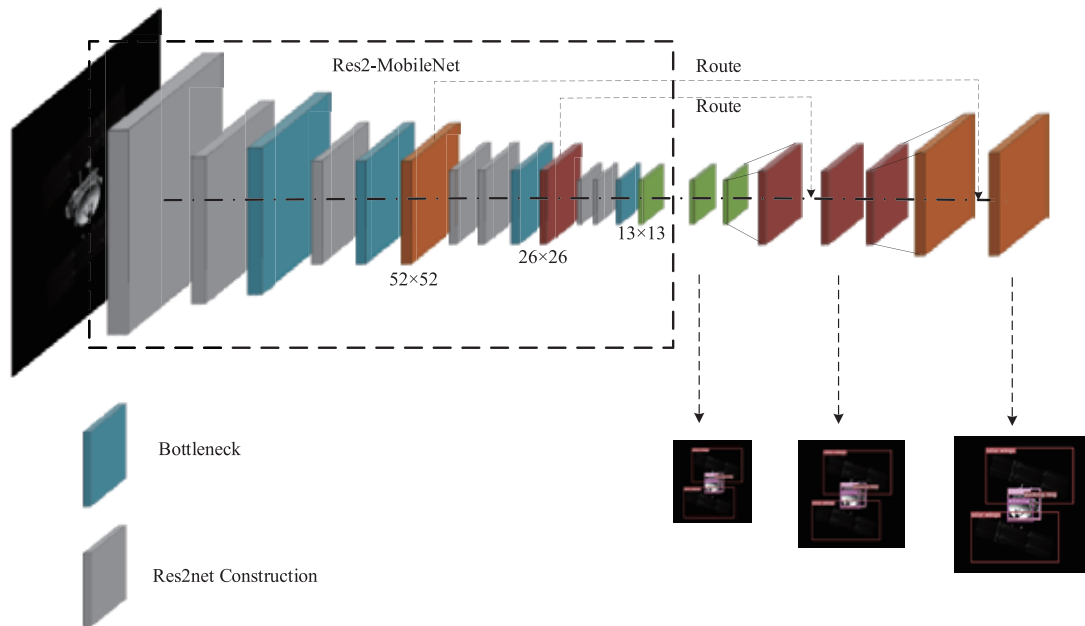 Res2-MobileNet
Route
Route
13×13
26×26
52×52
Bottleneck
Res2net Construction